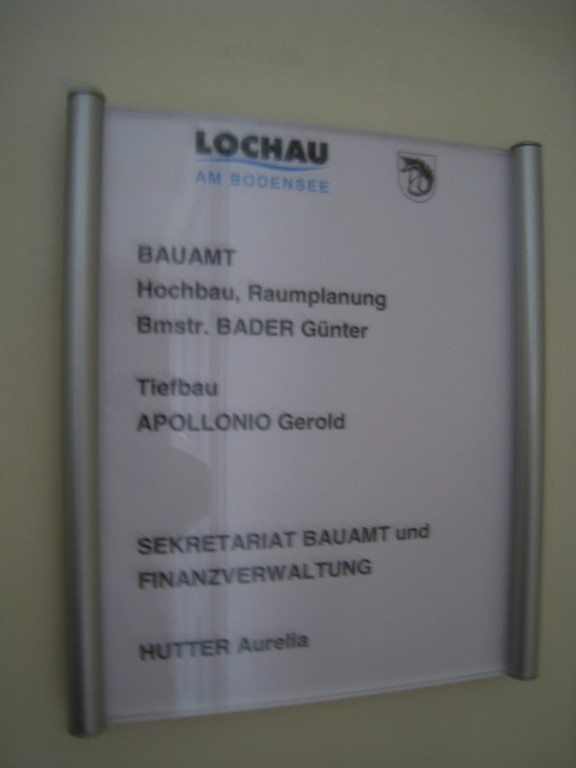 LOCHAU
AM BODENSEE
BAUAMT
Hochbau, Raumplanung
Bmstr. BADER Günter
Tiefbau
APOLLONIO Gerold
SEKRETARIAT BAUAMT und
FINANZVERWALTUNG
HUTTER Aurelia